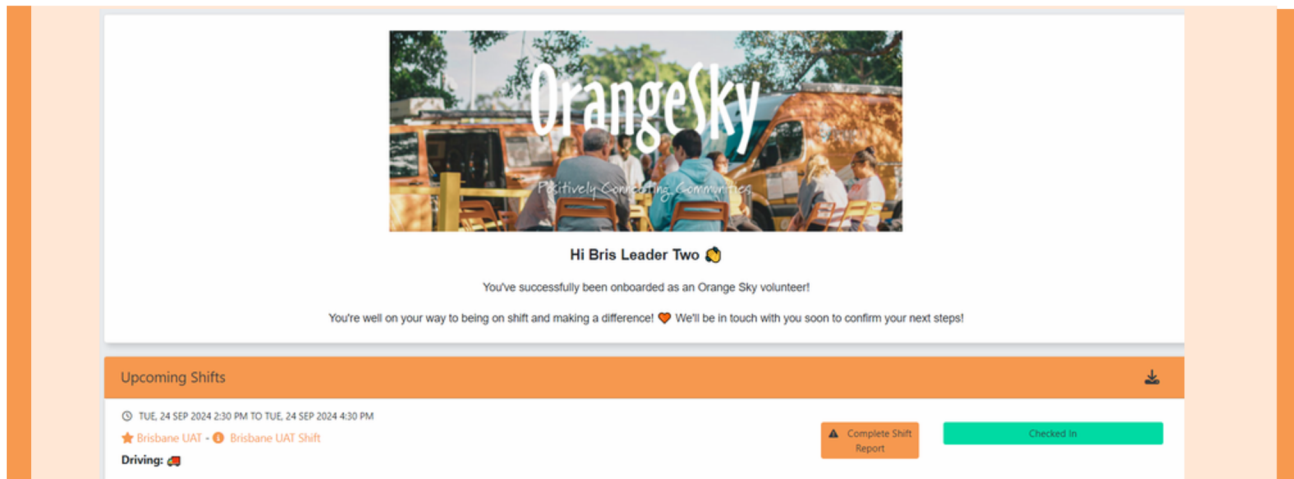 OrangeSky
Positively Connecting Communities
Hi Bris Leader Two 👏
You've successfully been onboarded as an Orange Sky volunteer!
You're well on your way to being on shift and making a difference! 🧡 We'll be in touch with you soon to confirm your next steps!
Upcoming Shifts
TUE, 24 SEP 2024 2:30 PM TO TUE, 24 SEP 2024 4:30 PM
Brisbane UAT - Brisbane UAT Shift
Driving: 🚚
Complete Shift
Report
Checked In